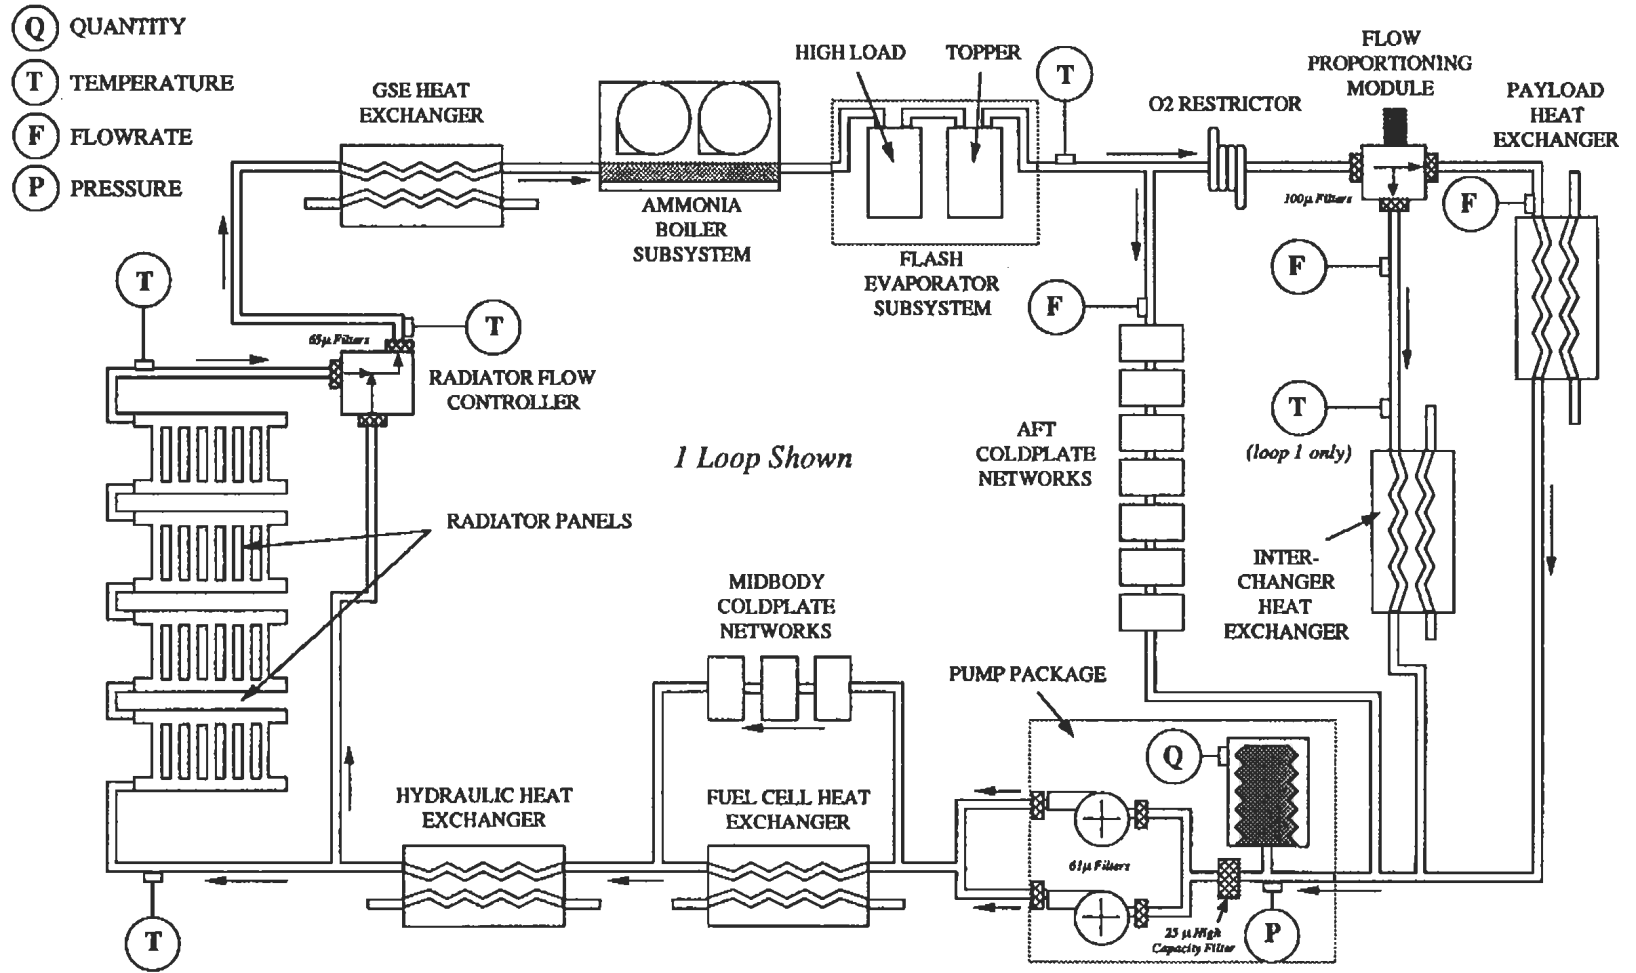 Q QUANTITY
T TEMPERATURE
F FLOWRATE
P PRESSURE
GSE HEAT
EXCHANGER
AMMONIA
BOILER
SUBSYSTEM
HIGH LOAD
TOPPER
FLASH
EVAPORATOR
SUBSYSTEM
T
O2 RESTRICTOR
FLOW
PROPORTIONING
MODULE
100μ Filters
PAYLOAD
HEAT
EXCHANGER
F
F
F
T
T
65μ Filters
RADIATOR FLOW
CONTROLLER
1 Loop Shown
AFT
COLDPLATE
NETWORKS
T
(loop 1 only)
RADIATOR PANELS
INTER-
CHANGER
HEAT
EXCHANGER
MIDBODY
COLDPLATE
NETWORKS
PUMP PACKAGE
Q
HYDRAULIC HEAT
EXCHANGER
FUEL CELL HEAT
EXCHANGER
61μ Filters
25 μ High
Capacity Filter
P
T